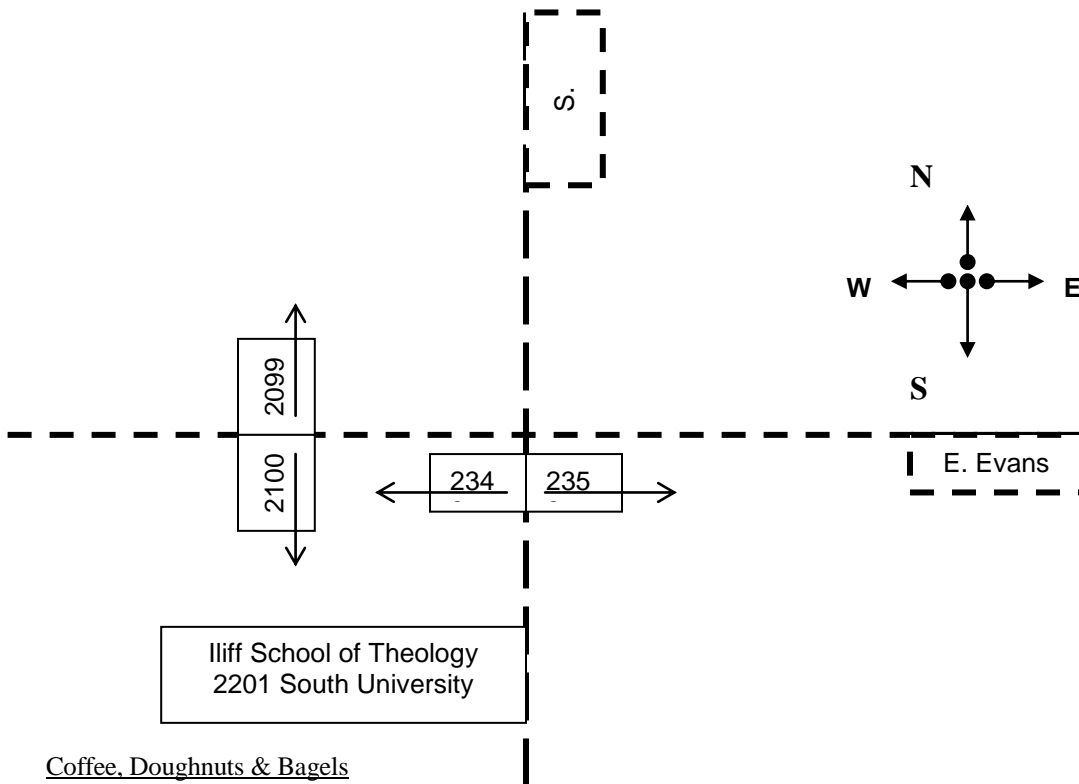 S.
N
W
E
S
2099
2100
234
235
E. Evans
Iliff School of Theology
2201 South University
Coffee, Doughnuts & Bagels